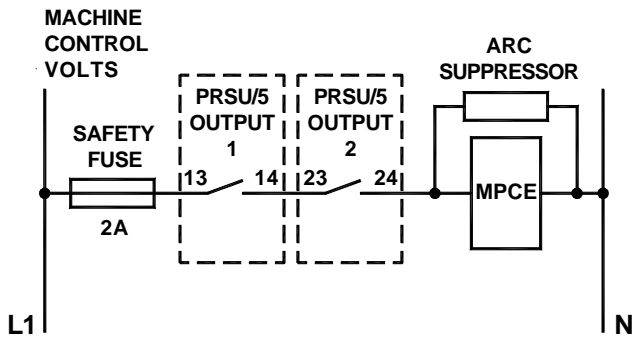 MACHINE
CONTROL
VOLTS
ARC
SUPPRESSOR
PRSU/5
OUTPUT
1
PRSU/5
OUTPUT
2
SAFETY
FUSE
13
14
23
24
MPCE
2A
L1
N